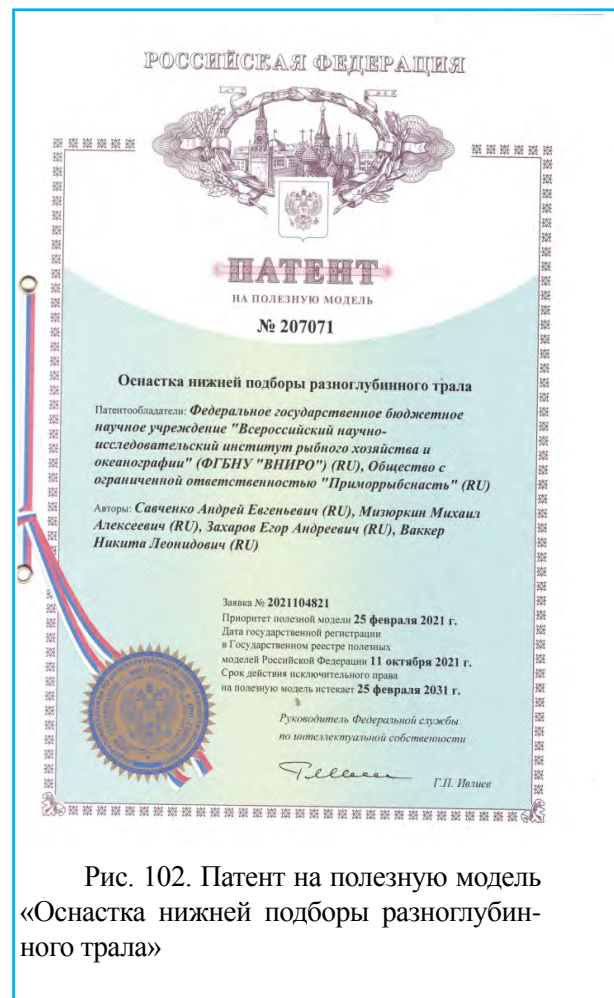 РОССИЙСКАЯ ФЕДЕРАЦИЯ
ПАТЕНТ
НА ПОЛЕЗНУЮ МОДЕЛЬ
№ 207071
Оснастка нижней подборы разноглубинного трала
Патентообладатели: Федеральное государственное бюджетное
научное учреждение "Всероссийский научно-
исследовательский институт рыбного хозяйства и
океанографии" (ФГБНУ "ВНИРО") (RU), Общество с
ограниченной ответственностью "Приморрыбснасть" (RU)
Авторы: Савченко Андрей Евгеньевич (RU), Мизюркин Михаил
Алексеевич (RU), Захаров Егор Андреевич (RU), Ваккер
Никита Леонидович (RU)
Заявка № 2021104821
Приоритет полезной модели 25 февраля 2021 г.
Дата государственной регистрации
в Государственном реестре полезных
моделей Российской Федерации 11 октября 2021 г.
Срок действия исключительного права
на полезную модель истекает 25 февраля 2031 г.
Руководитель Федеральной службы
по интеллектуальной собственности
Г.П. Ивлиев
Рис. 102. Патент на полезную модель
«Оснастка нижней подборы разноглубин-
ного трала»